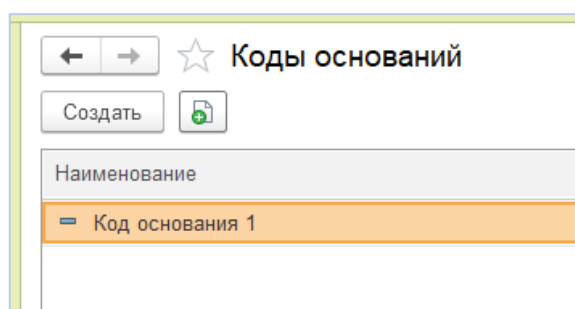 Коды оснований
Создать
Наименование
Код основания 1